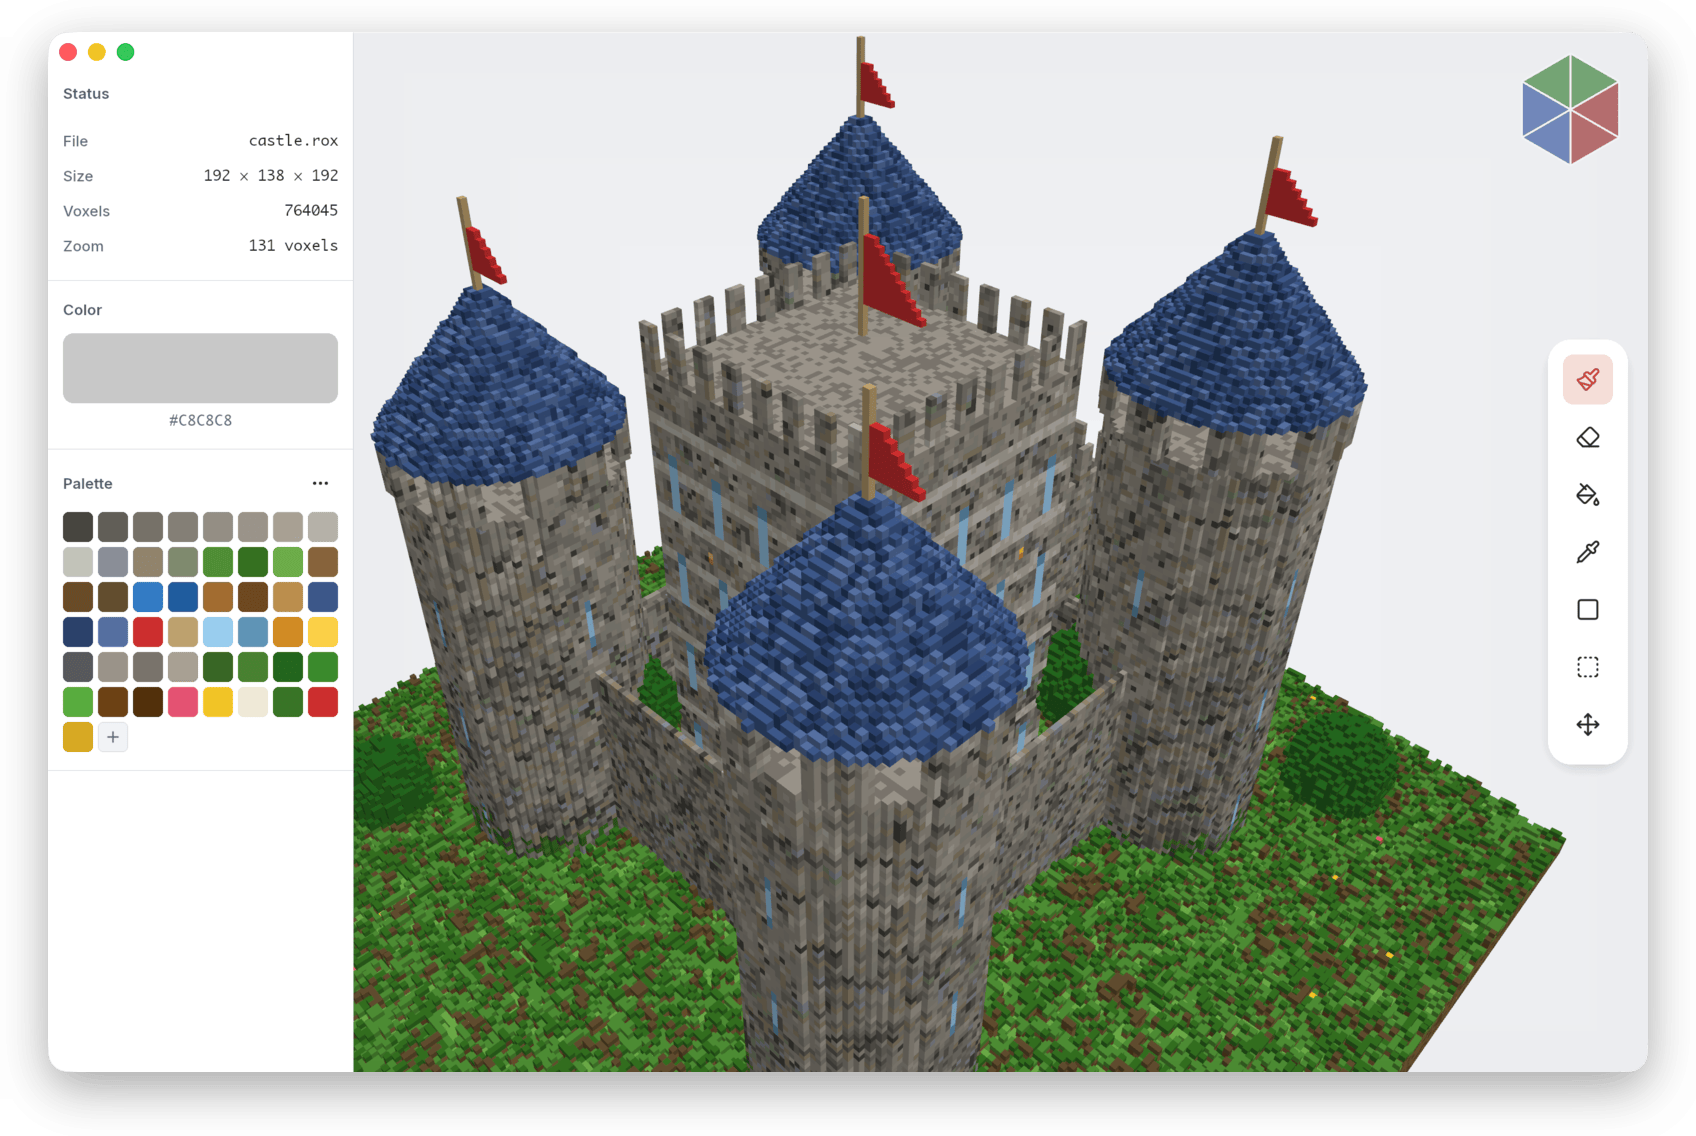 Status
File castle.rox
Size 192 × 138 × 192
Voxels 764045
Zoom 131 voxels
Color
#C8C8C8
Palette